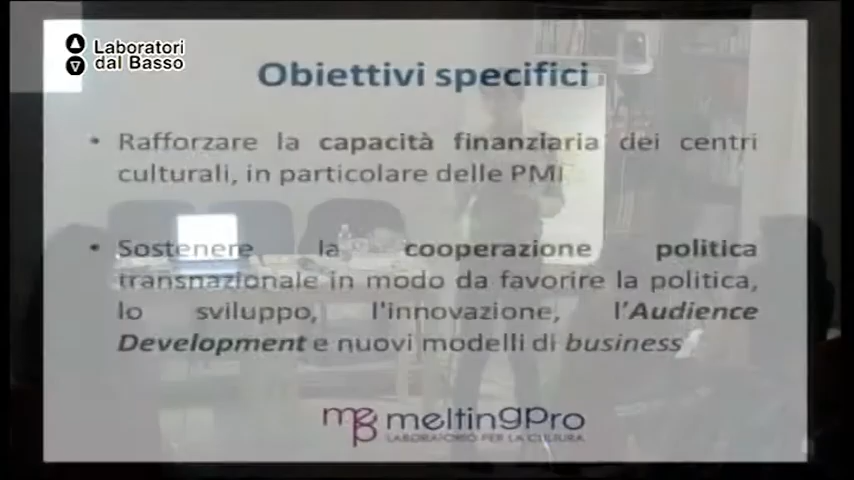 Laboratori
dal Basso
Obiettivi specifici
• Rafforzare la capacità finanziaria dei centri
culturali, in particolare delle PMI
• Sostenere la cooperazione politica
transnazionale in modo da favorire la politica,
lo sviluppo, l'innovazione, l'Audience
Development e nuovi modelli di business
meltingpro
LABORATORIO PER LA CULTURA